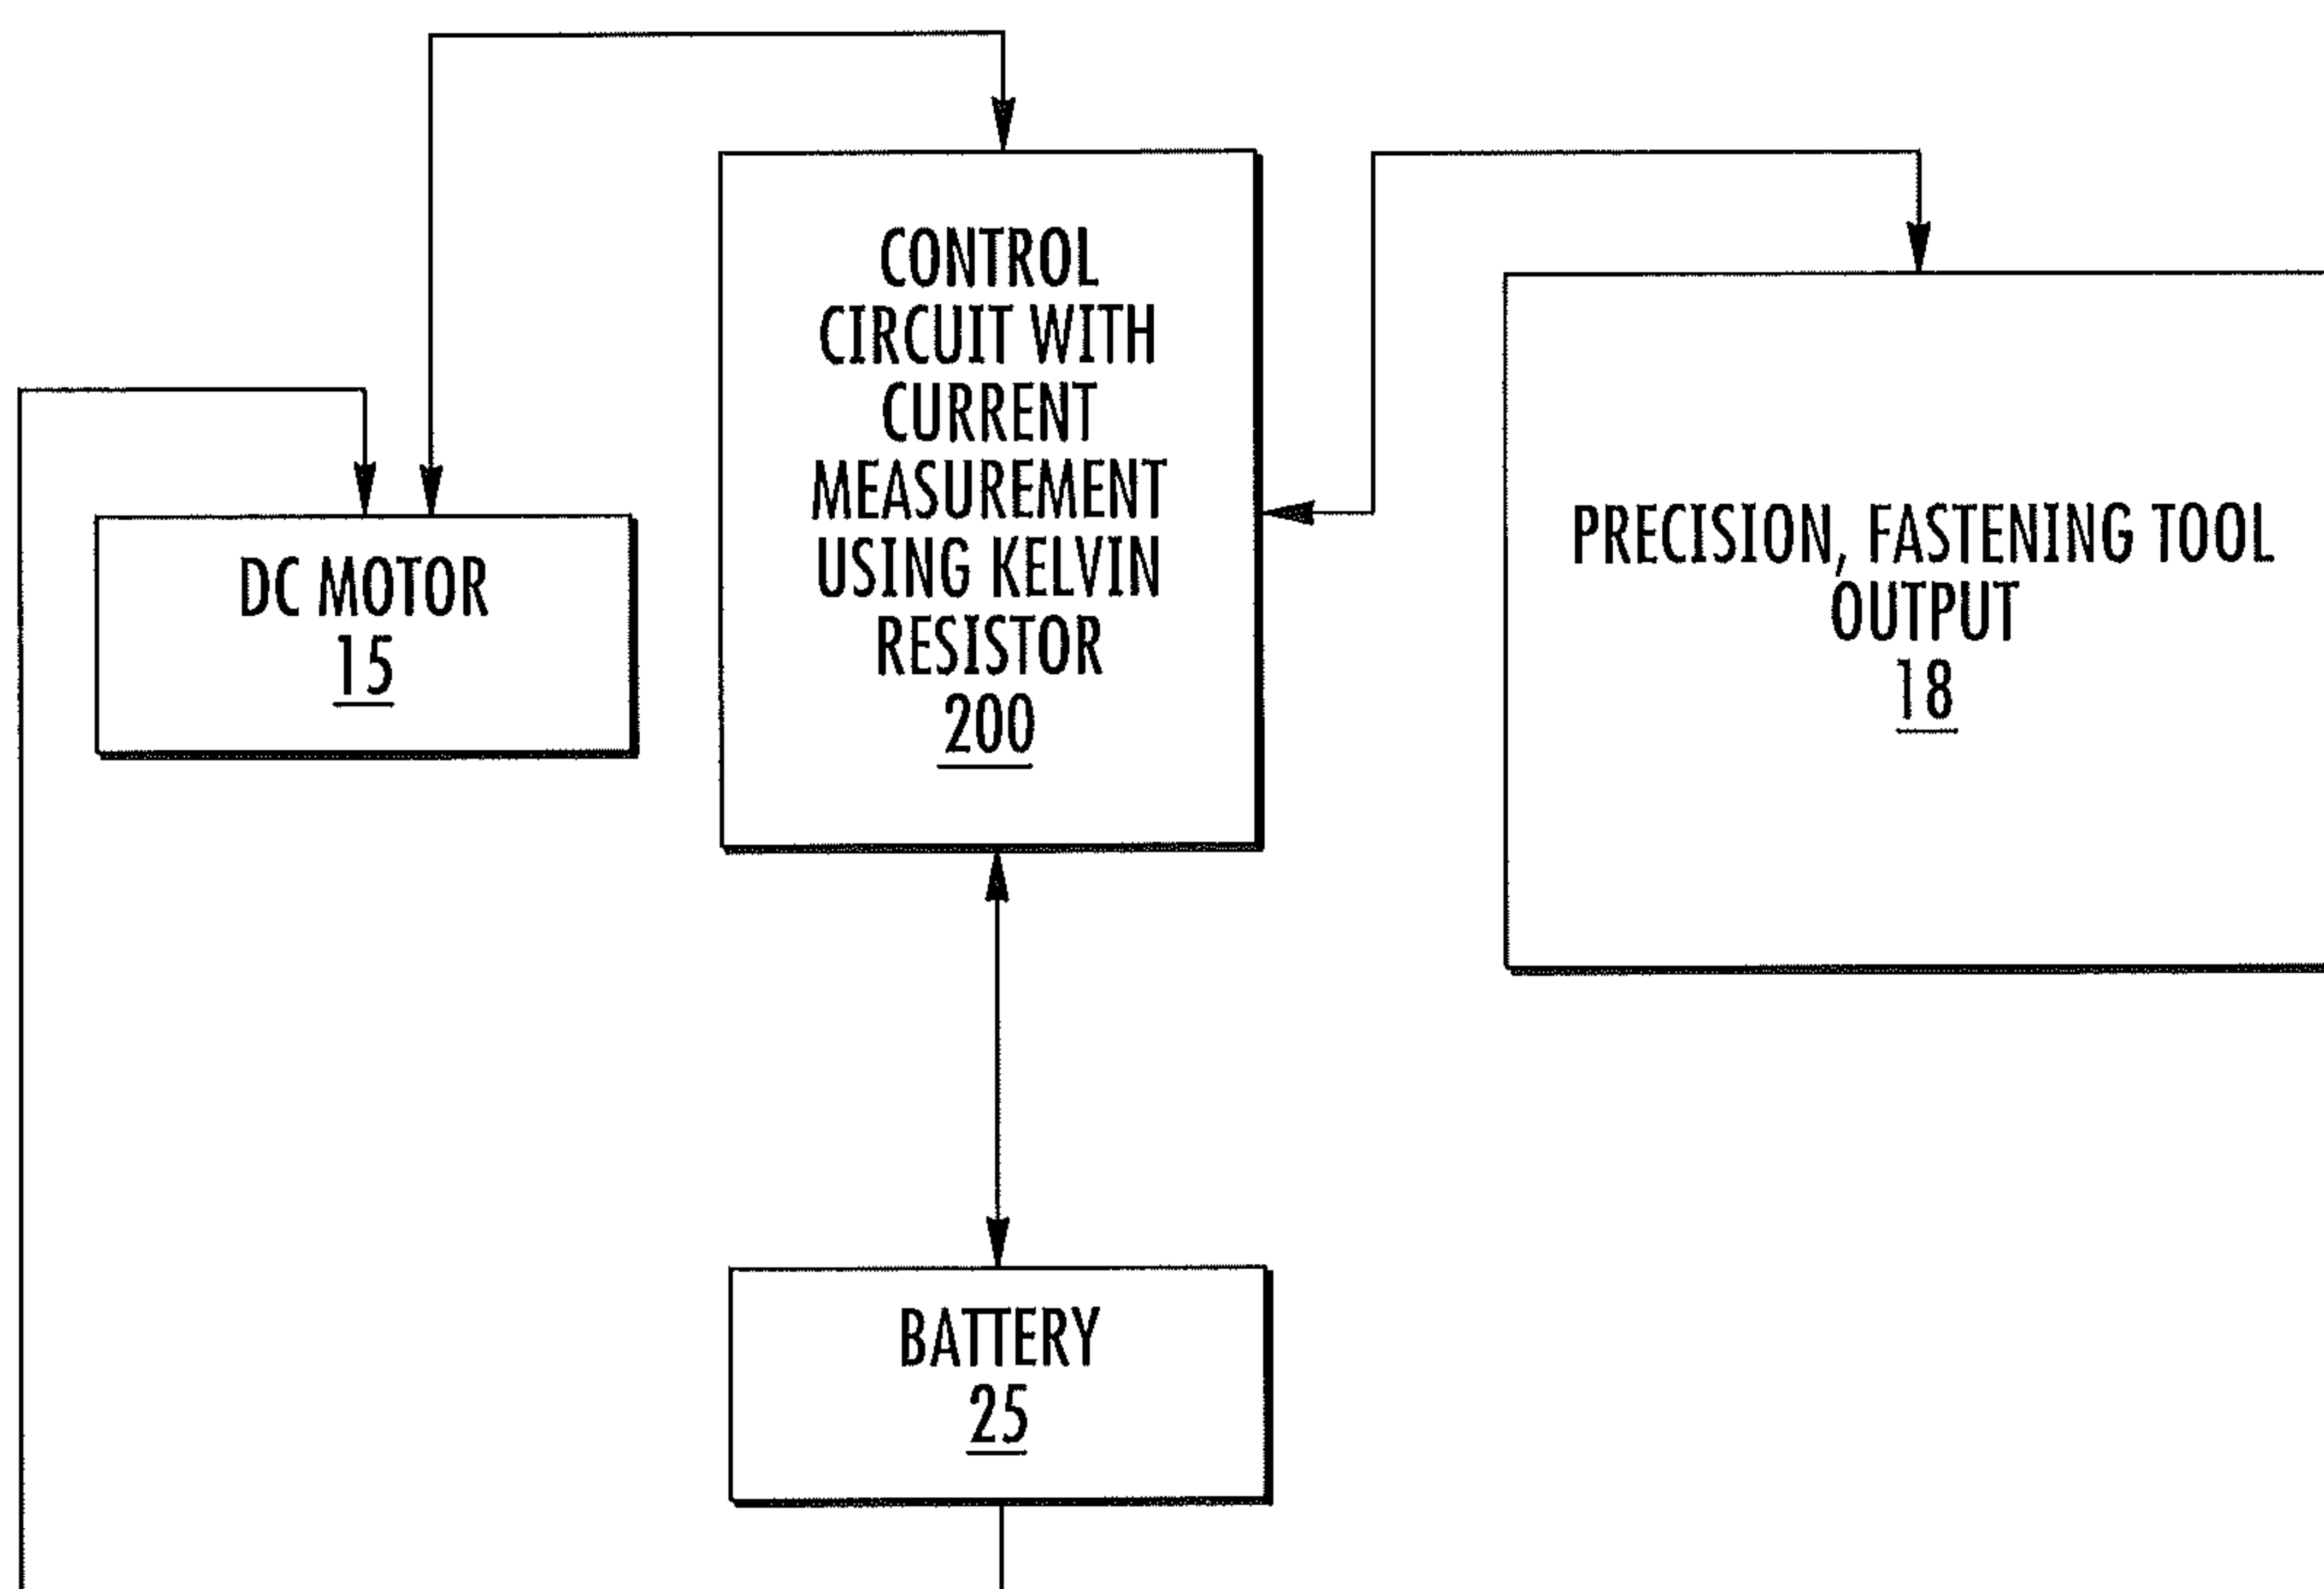 CONTROL
CIRCUIT WITH
CURRENT
MEASUREMENT
USING KELVIN
RESISTOR
200
DC MOTOR
15
PRECISION, FASTENING TOOL
OUTPUT
18
BATTERY
25